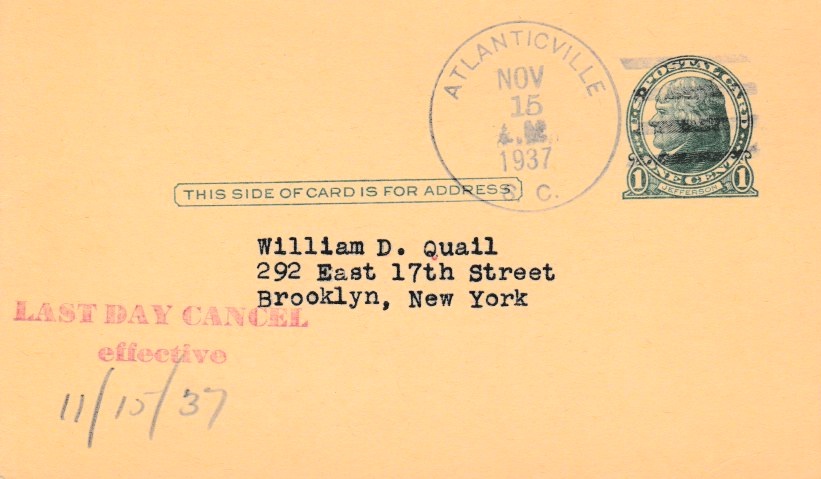 ATLANTICVILLE
NOV
15
A.M.
1937
S. C.
U.S. POSTAL CARD
ONE CENT
1 JEFFERSON 1
THIS SIDE OF CARD IS FOR ADDRESS
William D. Quail
292 East 17th Street
Brooklyn, New York
LAST DAY CANCEL
effective
11/15/37